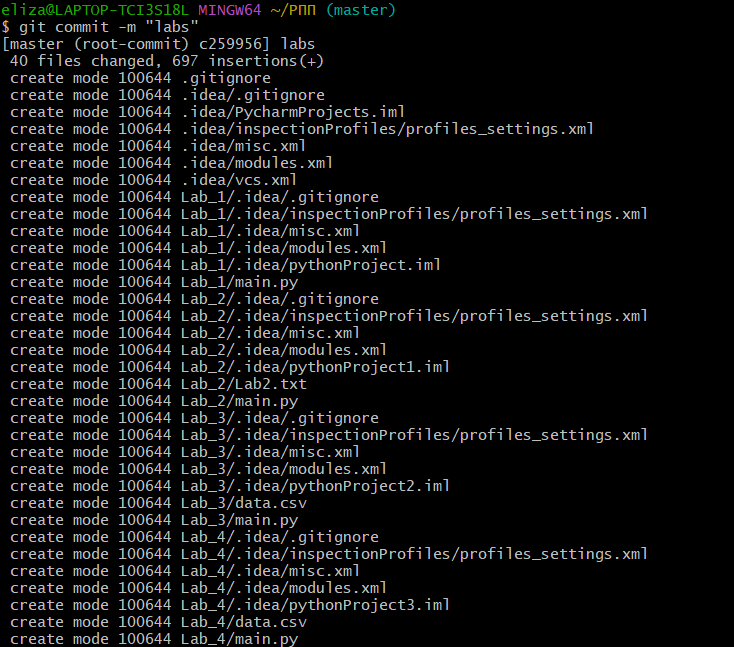 eliza@LAPTOP-TCI3S18L MINGW64 ~/РПП (master)
$ git commit -m "labs"
[master (root-commit) c259956] labs
 40 files changed, 697 insertions(+)
 create mode 100644 .gitignore
 create mode 100644 .idea/.gitignore
 create mode 100644 .idea/PycharmProjects.iml
 create mode 100644 .idea/inspectionProfiles/profiles_settings.xml
 create mode 100644 .idea/misc.xml
 create mode 100644 .idea/modules.xml
 create mode 100644 .idea/vcs.xml
 create mode 100644 Lab_1/.idea/.gitignore
 create mode 100644 Lab_1/.idea/inspectionProfiles/profiles_settings.xml
 create mode 100644 Lab_1/.idea/misc.xml
 create mode 100644 Lab_1/.idea/modules.xml
 create mode 100644 Lab_1/.idea/pythonProject.iml
 create mode 100644 Lab_1/main.py
 create mode 100644 Lab_2/.idea/.gitignore
 create mode 100644 Lab_2/.idea/inspectionProfiles/profiles_settings.xml
 create mode 100644 Lab_2/.idea/misc.xml
 create mode 100644 Lab_2/.idea/modules.xml
 create mode 100644 Lab_2/.idea/pythonProject1.iml
 create mode 100644 Lab_2/Lab2.txt
 create mode 100644 Lab_2/main.py
 create mode 100644 Lab_3/.idea/.gitignore
 create mode 100644 Lab_3/.idea/inspectionProfiles/profiles_settings.xml
 create mode 100644 Lab_3/.idea/misc.xml
 create mode 100644 Lab_3/.idea/modules.xml
 create mode 100644 Lab_3/.idea/pythonProject2.iml
 create mode 100644 Lab_3/data.csv
 create mode 100644 Lab_3/main.py
 create mode 100644 Lab_4/.idea/.gitignore
 create mode 100644 Lab_4/.idea/inspectionProfiles/profiles_settings.xml
 create mode 100644 Lab_4/.idea/misc.xml
 create mode 100644 Lab_4/.idea/modules.xml
 create mode 100644 Lab_4/.idea/pythonProject3.iml
 create mode 100644 Lab_4/data.csv
 create mode 100644 Lab_4/main.py